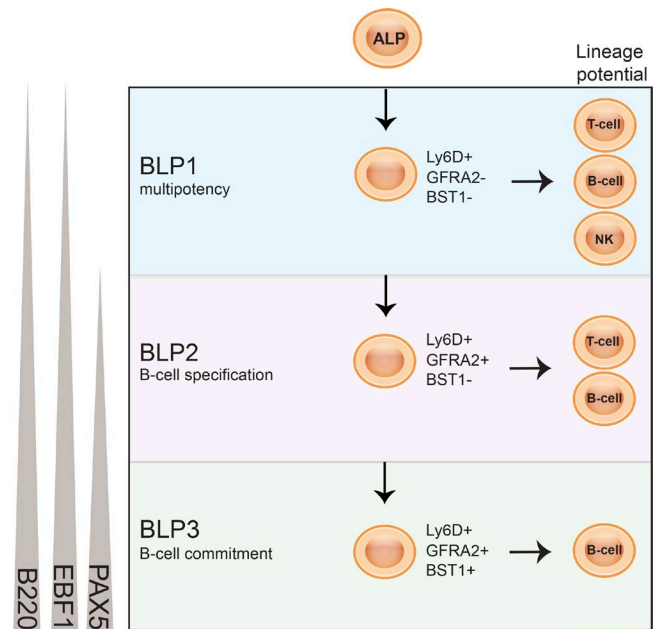 ALP
Lineage
potential
BLP1
multipotency
Ly6D+
GFRA2-
BST1-
T-cell
B-cell
NK
BLP2
B-cell specification
Ly6D+
GFRA2+
BST1-
T-cell
B-cell
BLP3
B-cell commitment
Ly6D+
GFRA2+
BST1+
B-cell
B220
EBF1
PAX5